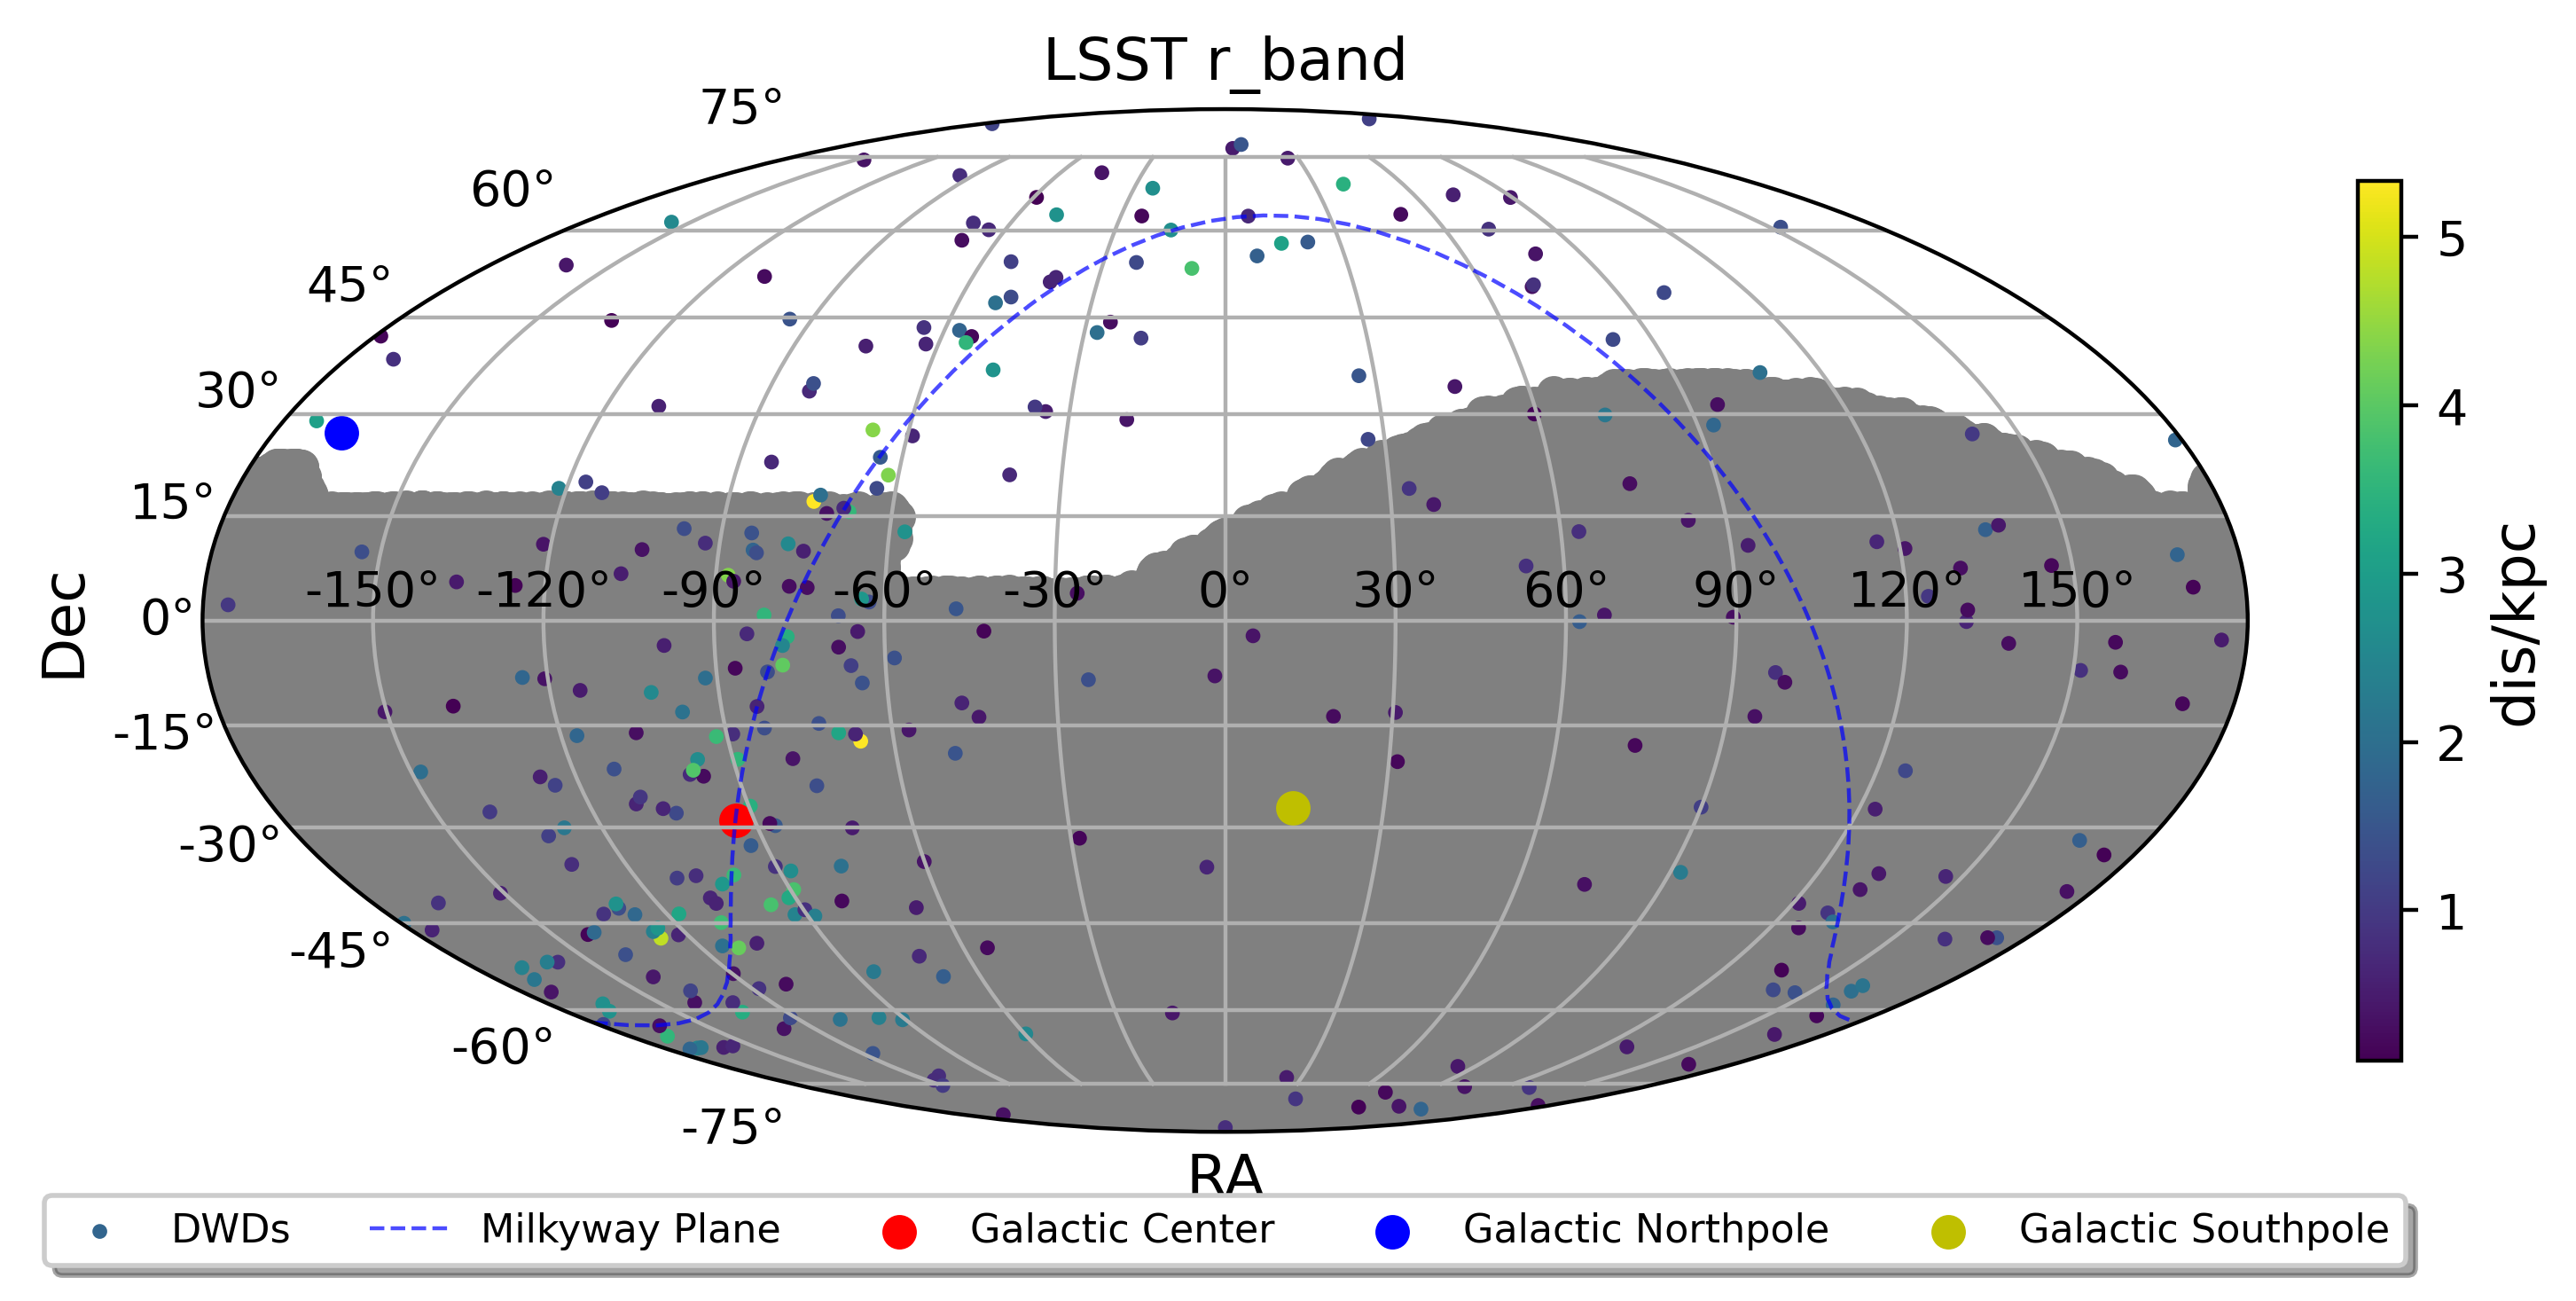 LSST r_band
75°
60°
45°
30°
15°
0°
-15°
-30°
-45°
-60°
-75°
Dec
-150° -120° -90° -60° -30° 0° 30° 60° 90° 120° 150°
RA
5
4
3
2
1
dis/kpc
DWDs Milkyway Plane Galactic Center Galactic Northpole Galactic Southpole